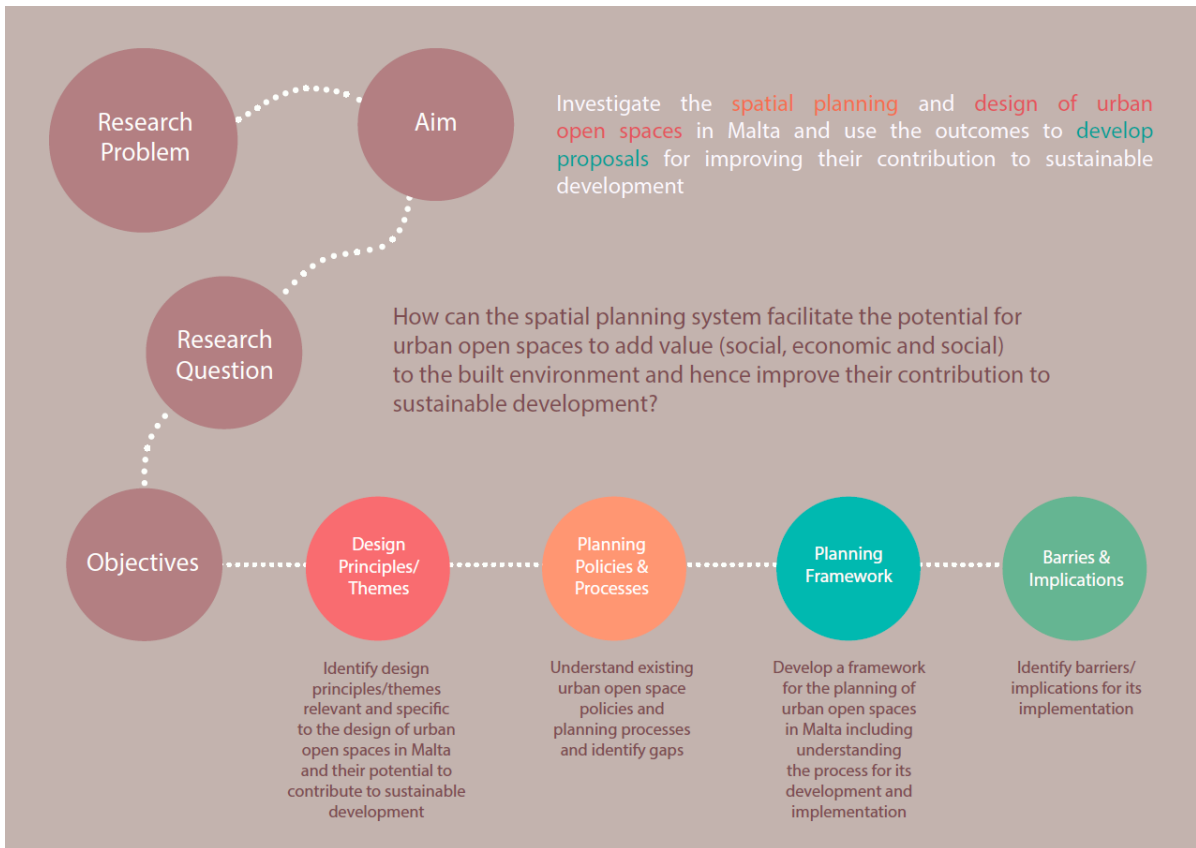 Research
Problem
Aim
Investigate the spatial planning and design of urban
open spaces in Malta and use the outcomes to develop
proposals for improving their contribution to sustainable
development
Research
Question
How can the spatial planning system facilitate the potential for
urban open spaces to add value (social, economic and social)
to the built environment and hence improve their contribution to
sustainable development?
Objectives
Design
Principles/
Themes
Planning
Policies &
Processes
Planning
Framework
Barries &
Implications
Identify design
principles/themes
relevant and specific
to the design of urban
open spaces in Malta
and their potential to
contribute to sustainable
development
Understand existing
urban open space
policies and
planning processes
and identify gaps
Develop a framework
for the planning of
urban open spaces
in Malta including
understanding
the process for its
development and
implementation
Identify barriers/
implications for its
implementation